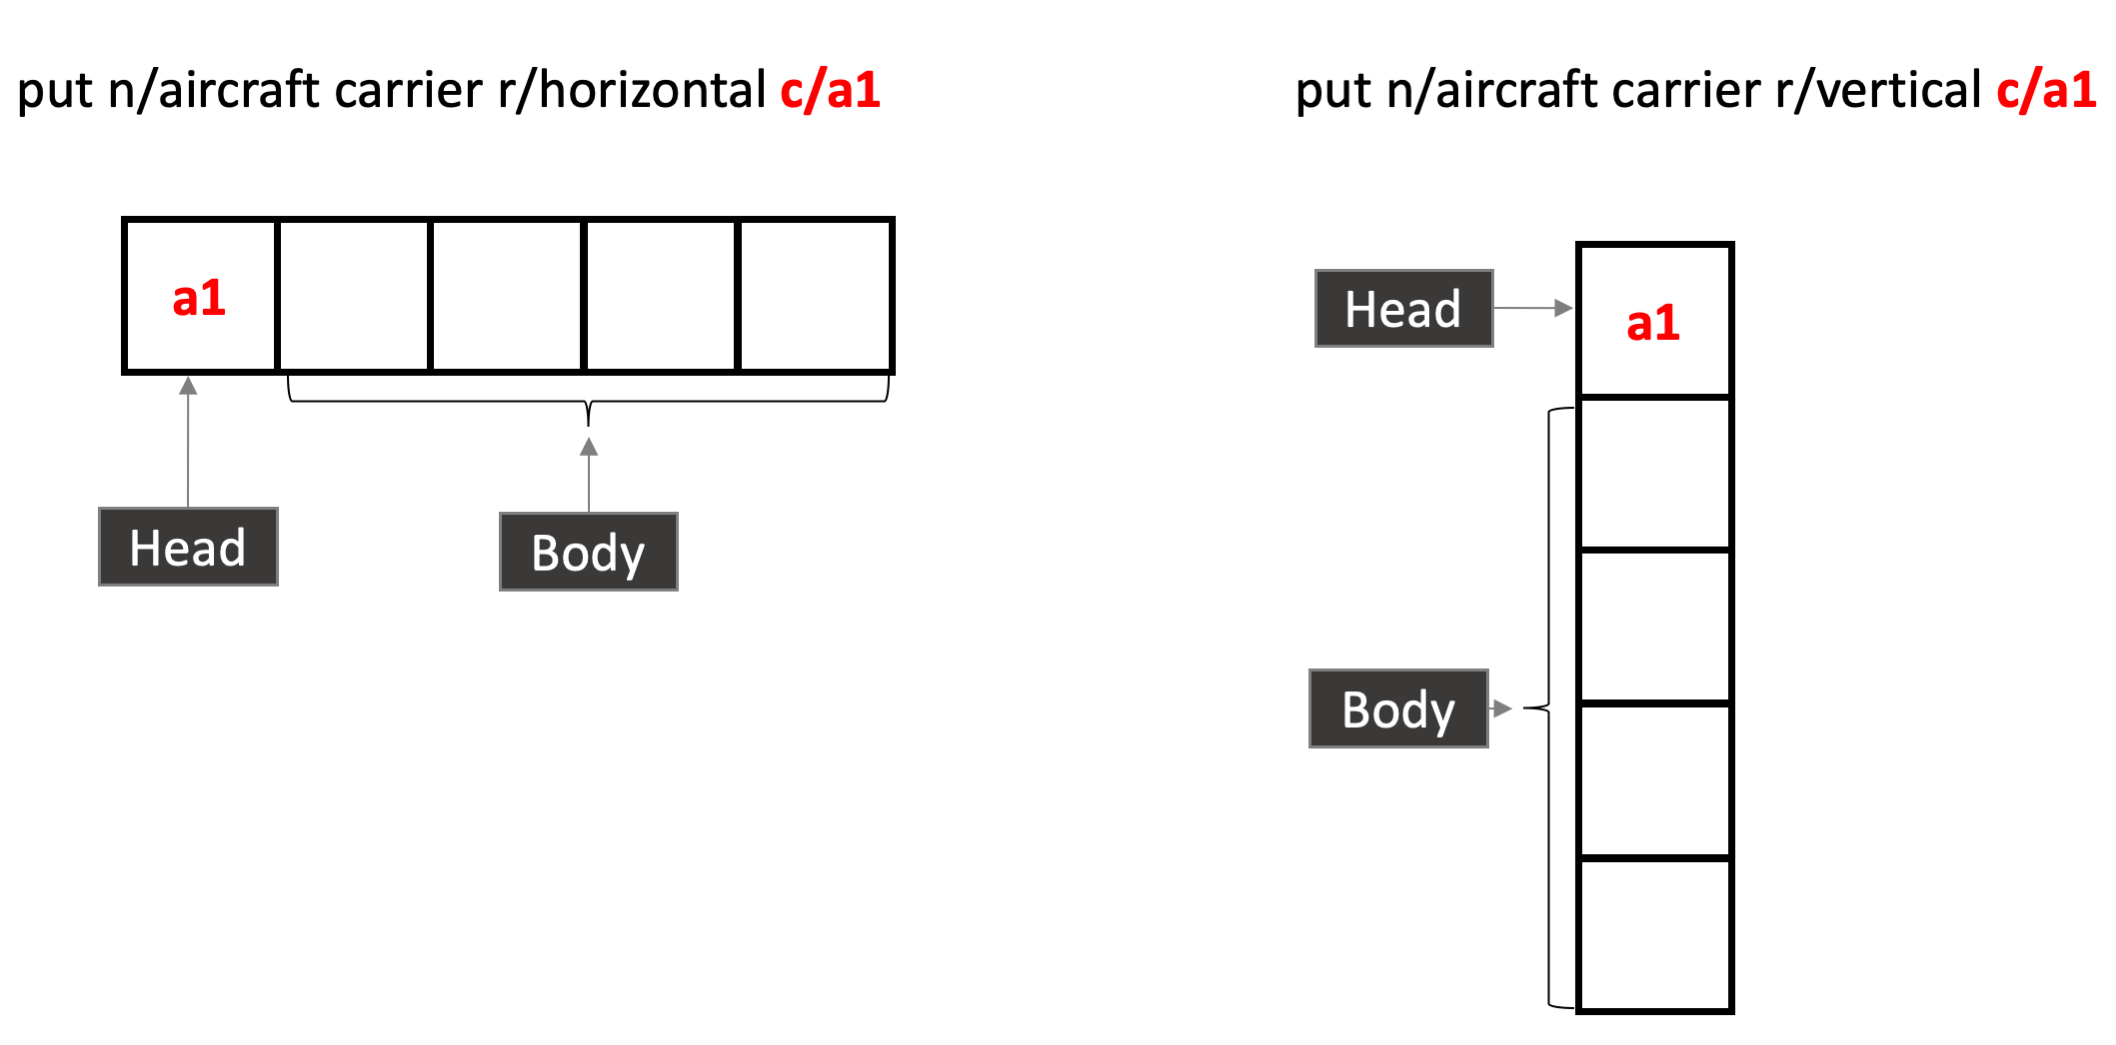 put n/aircraft carrier r/horizontal c/a1
a1
Head
Body
put n/aircraft carrier r/vertical c/a1
Head
a1
Body